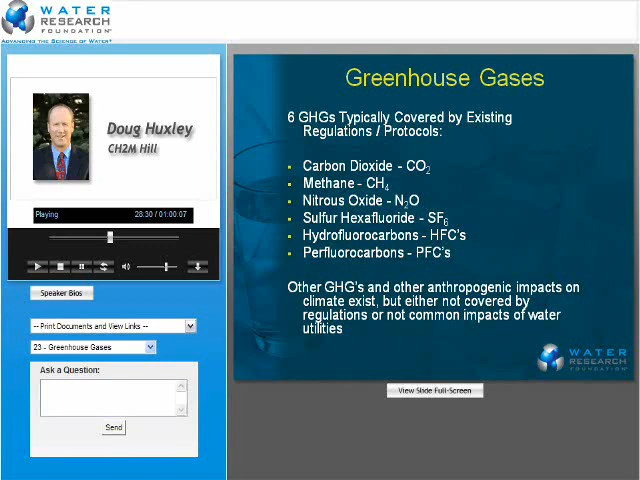 WATER
RESEARCH
FOUNDATION
ADVANCING THE SCIENCE OF WATER®
Doug Huxley
CH2M Hill
Playing 28:30 / 01:00:07
Speaker Bios
-- Print Documents and View Links --
23 - Greenhouse Gases
Ask a Question:
Send
Greenhouse Gases
6 GHGs Typically Covered by Existing
Regulations / Protocols:
Carbon Dioxide - CO₂
Methane - CH₄
Nitrous Oxide - N₂O
Sulfur Hexafluoride - SF₆
Hydrofluorocarbons - HFC's
Perfluorocarbons - PFC's
Other GHG's and other anthropogenic impacts on
climate exist, but either not covered by
regulations or not common impacts of water
utilities
WATER
RESEARCH
FOUNDATION
View Slide Full-Screen